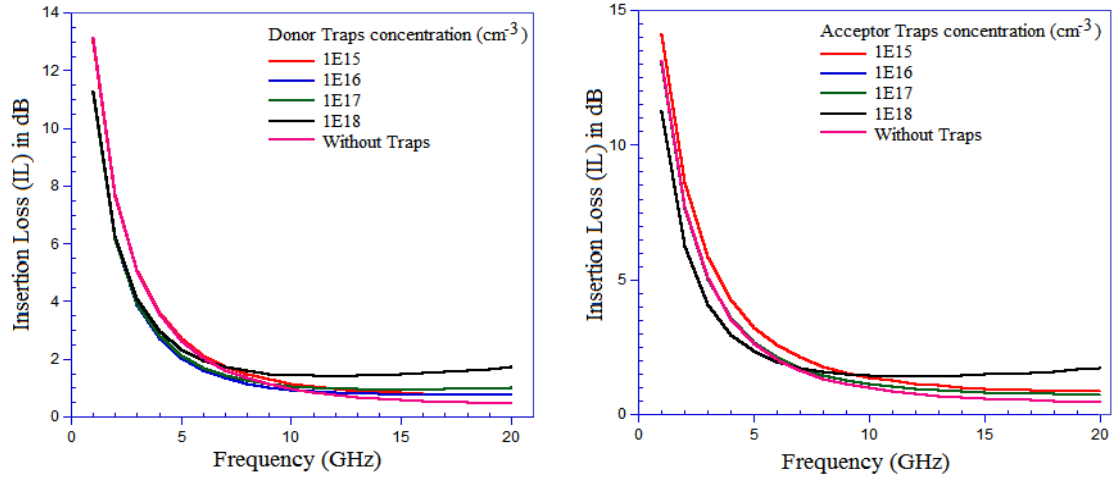 14
12
10
8
6
4
2
0
Insertion Loss (IL) in dB
Donor Traps concentration (cm-3)
1E15
1E16
1E17
1E18
Without Traps
0
5
10
15
20
Frequency (GHz)
15
10
5
0
Insertion Loss (IL) in dB
Acceptor Traps concentration (cm-3)
1E15
1E16
1E17
1E18
Without Traps
0
5
10
15
20
Frequency (GHz)